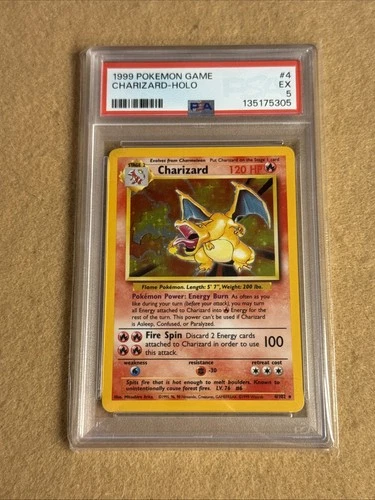 1999 POKEMON GAME #4
CHARIZARD-HOLO EX
5
PSA 135175305
Evolves from Charmeleon Put Charizard on the Stage 1 card
STAGE 2
Charizard 120 HP
Flame Pokémon. Length: 5' 7", Weight: 200 lbs.
Pokémon Power: Energy Burn As often as you
like during your turn (before your attack), you may turn
all Energy attached to Charizard into Energy for
the rest of the turn. This power can't be used if Charizard
is Asleep, Confused, or Paralyzed.
Fire Spin Discard 2 Energy cards
attached to Charizard in order to use 100
this attack.
weakness resistance retreat cost
-30
Spits fire that is hot enough to melt boulders. Known to
unintentionally cause forest fires. LV. 76 #6
Illus. Mitsuhiro Arita
4/102 ★